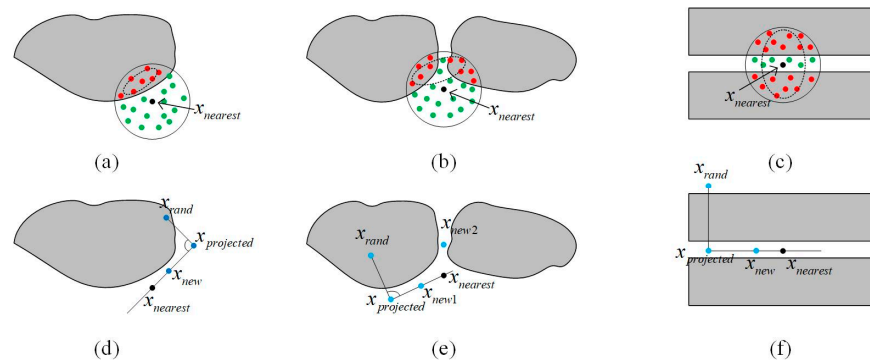 x_nearest
x_nearest
x_nearest
(a)
(b)
(c)
x_rand
x_projected
x_new
x_nearest
x_rand
x_new2
x_projected
x_new1
x_nearest
x_rand
x_projected
x_new
x_nearest
(d)
(e)
(f)